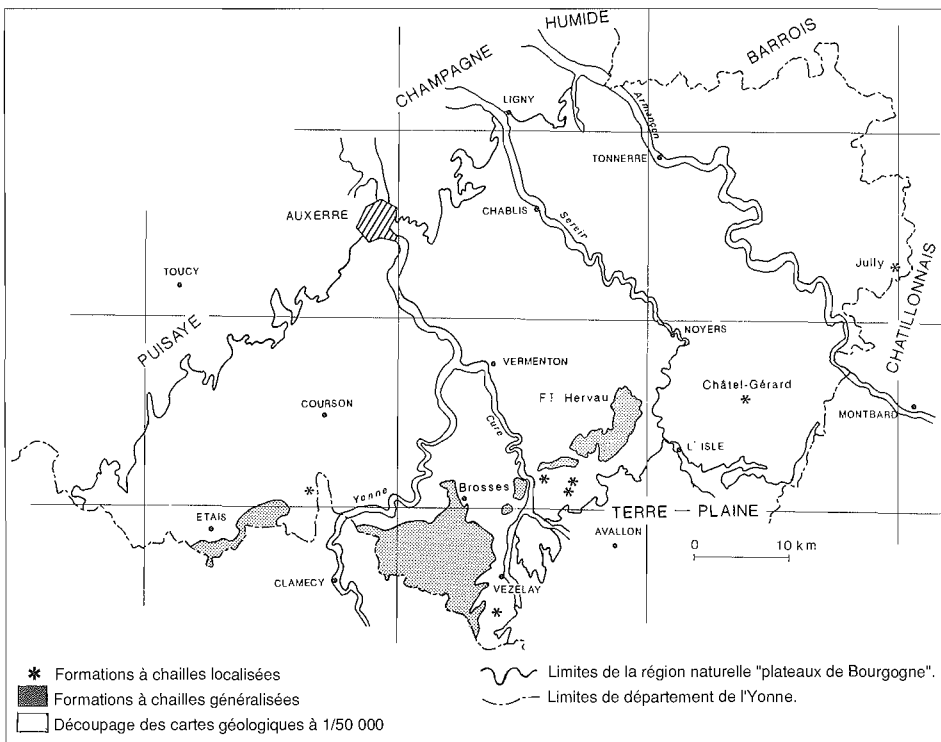 HUMIDE
BARROIS
CHAMPAGNE
LIGNY
Armançon
TONNERRE
AUXERRE
CHABLIS
Serein
TOUCY
Jully
CHATILLONNAIS
PUISAYE
NOYERS
VERMENTON
Ft Hervau
Châtel-Gérard
COURSON
Cure
MONTBARD
L'ISLE
Yonne
Brosses
ETAIS
TERRE – PLAINE
AVALLON
0 10 km
CLAMECY
VEZELAY
Formations à chailles localisées
Formations à chailles généralisées
Découpage des cartes géologiques à 1/50 000
Limites de la région naturelle "plateaux de Bourgogne".
Limites de département de l'Yonne.